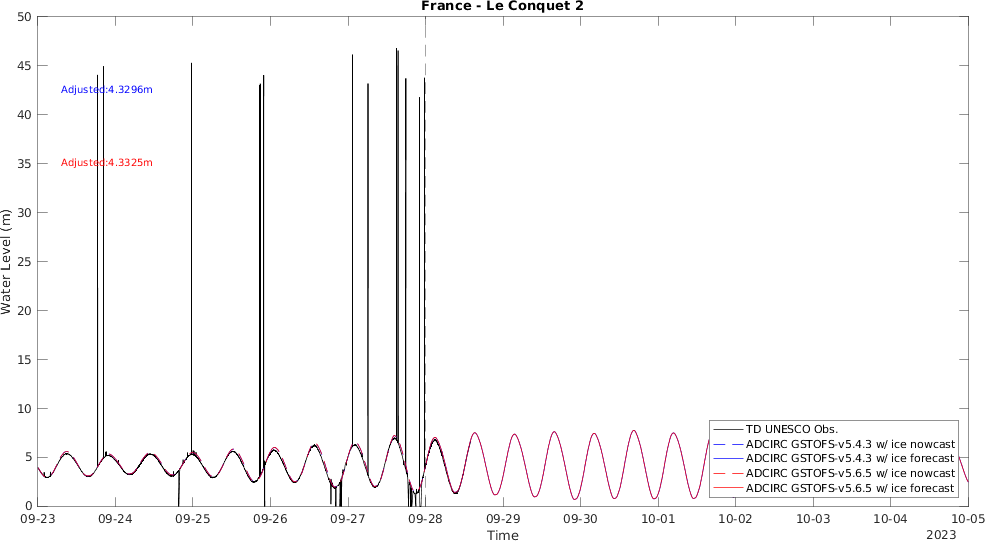 France - Le Conquet 2
50
45
40
35
30
25
20
15
10
5
0
Water Level (m)
Adjusted:4.3296m
Adjusted:4.3325m
TD UNESCO Obs.
ADCIRC GSTOFS-v5.4.3 w/ ice nowcast
ADCIRC GSTOFS-v5.4.3 w/ ice forecast
ADCIRC GSTOFS-v5.6.5 w/ ice nowcast
ADCIRC GSTOFS-v5.6.5 w/ ice forecast
09-23 09-24 09-25 09-26 09-27 09-28 09-29 09-30 10-01 10-02 10-03 10-04 10-05
Time
2023